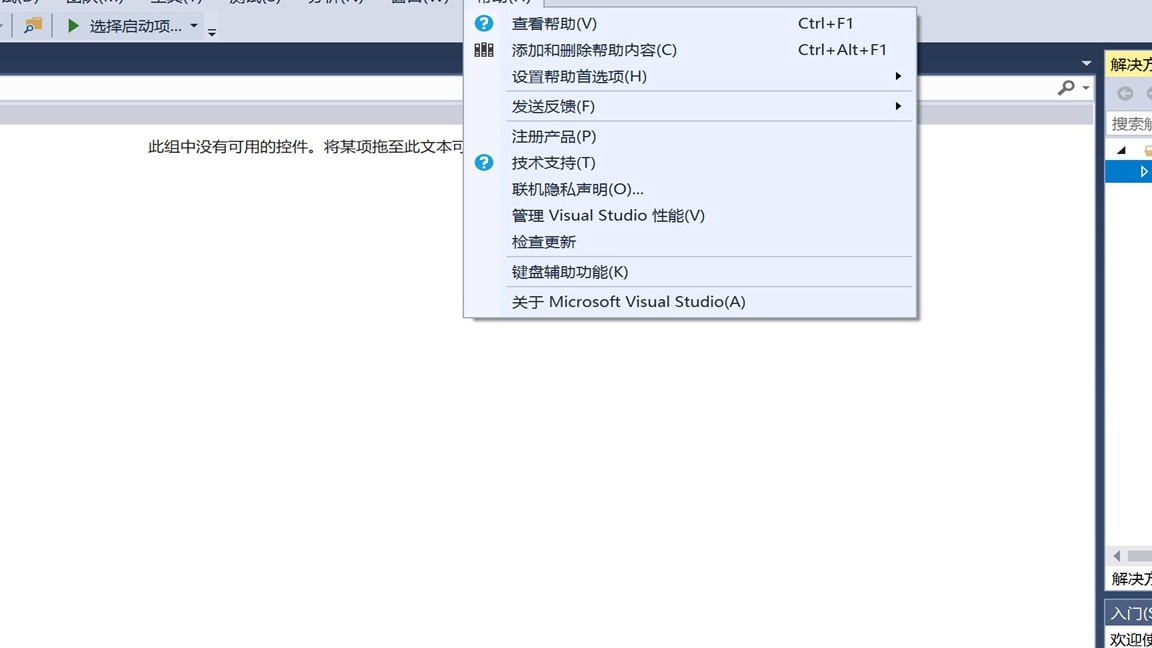 选择启动项...
查看帮助(V) Ctrl+F1
添加和删除帮助内容(C) Ctrl+Alt+F1
设置帮助首选项(H)
发送反馈(F)
注册产品(P)
技术支持(T)
联机隐私声明(O)...
管理 Visual Studio 性能(V)
检查更新
键盘辅助功能(K)
关于 Microsoft Visual Studio(A)
此组中没有可用的控件。将某项拖至此文本可
解决方
搜索解
解决方
入门(S
欢迎使